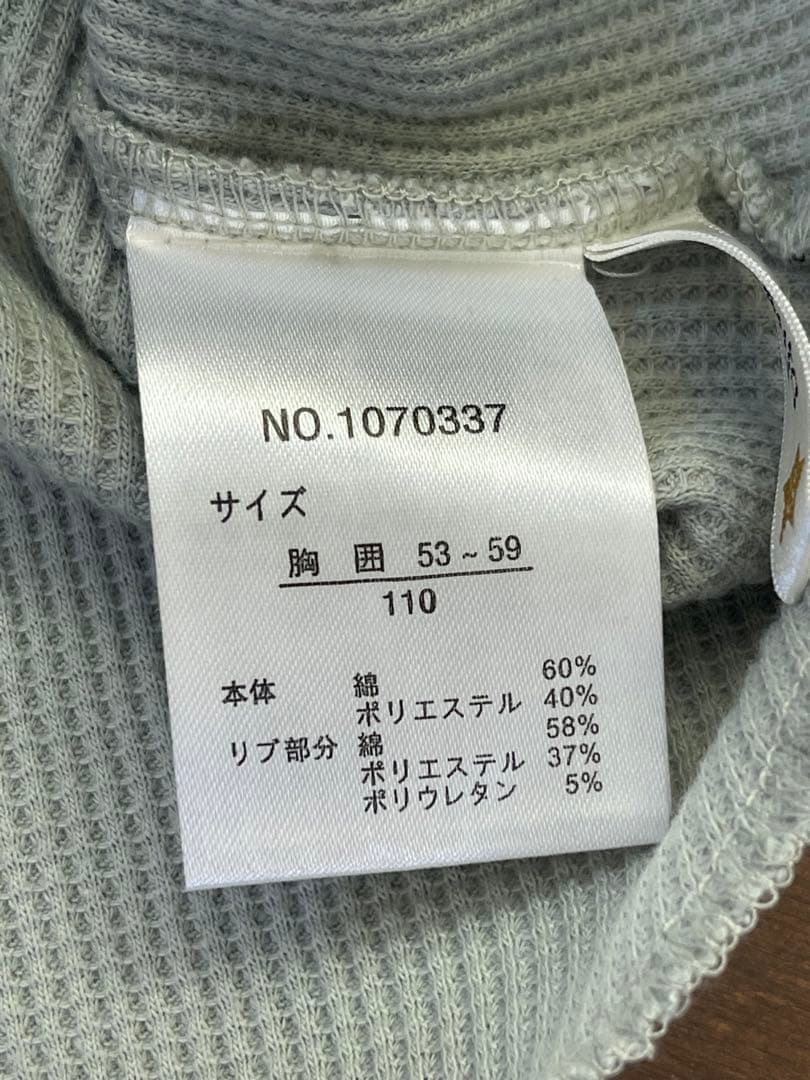 NO.1070337
サイズ
胸 囲 53~59
110
本体 綿 60%
ポリエステル 40%
リブ部分 綿 58%
ポリエステル 37%
ポリウレタン 5%